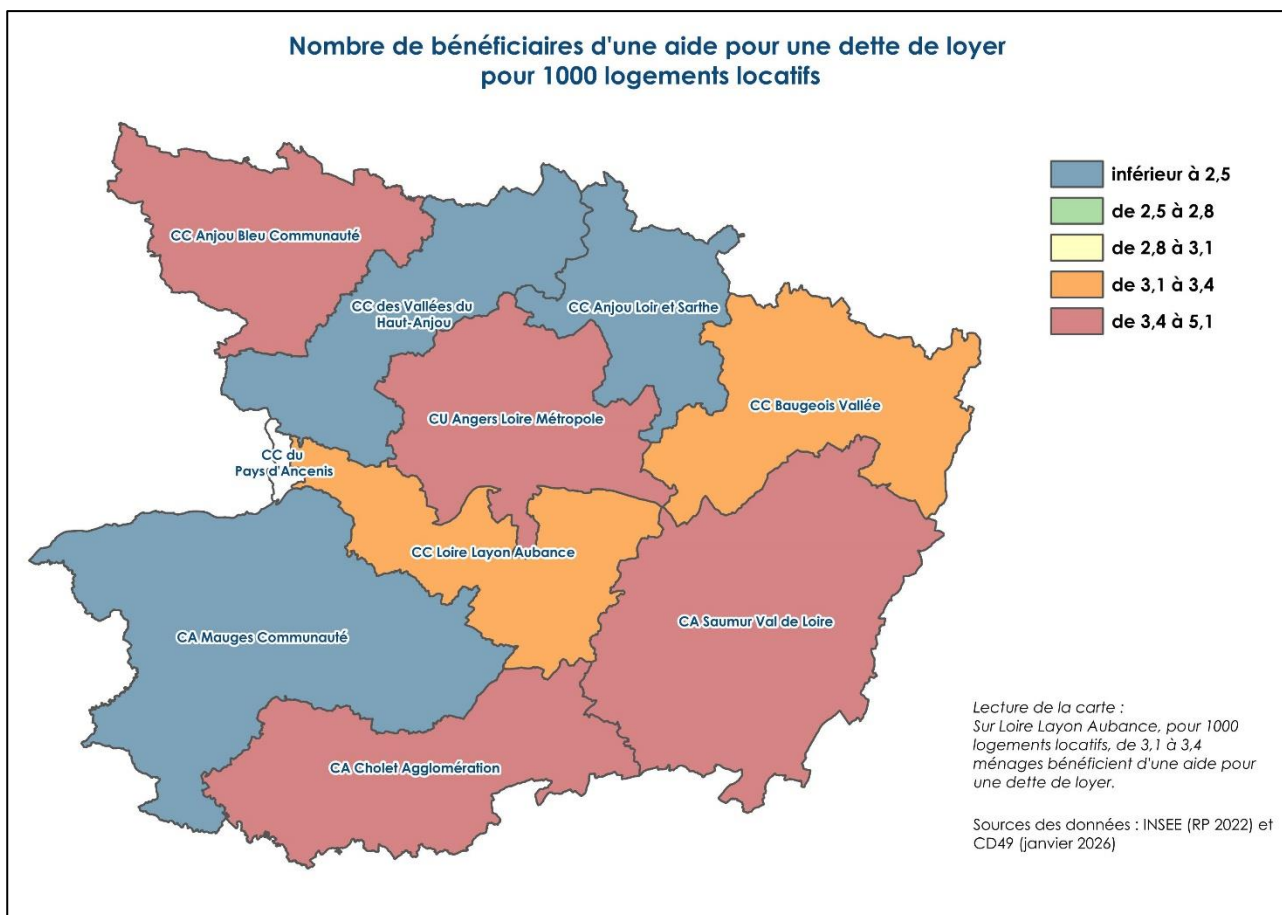 Nombre de bénéficiaires d'une aide pour une dette de loyer
pour 1000 logements locatifs
inférieur à 2,5
de 2,5 à 2,8
de 2,8 à 3,1
de 3,1 à 3,4
de 3,4 à 5,1
CC Anjou Bleu Communauté
CC des Vallées du
Haut-Anjou
CC Anjou Loir et Sarthe
CC Baugeois Vallée
CU Angers Loire Métropole
CC du
Pays d'Ancenis
CC Loire Layon Aubance
CA Mauges Communauté
CA Saumur Val de Loire
CA Cholet Agglomération
Lecture de la carte :
Sur Loire Layon Aubance, pour 1000
logements locatifs, de 3,1 à 3,4
ménages bénéficient d'une aide pour
une dette de loyer.
Sources des données : INSEE (RP 2022) et
CD49 (janvier 2026)